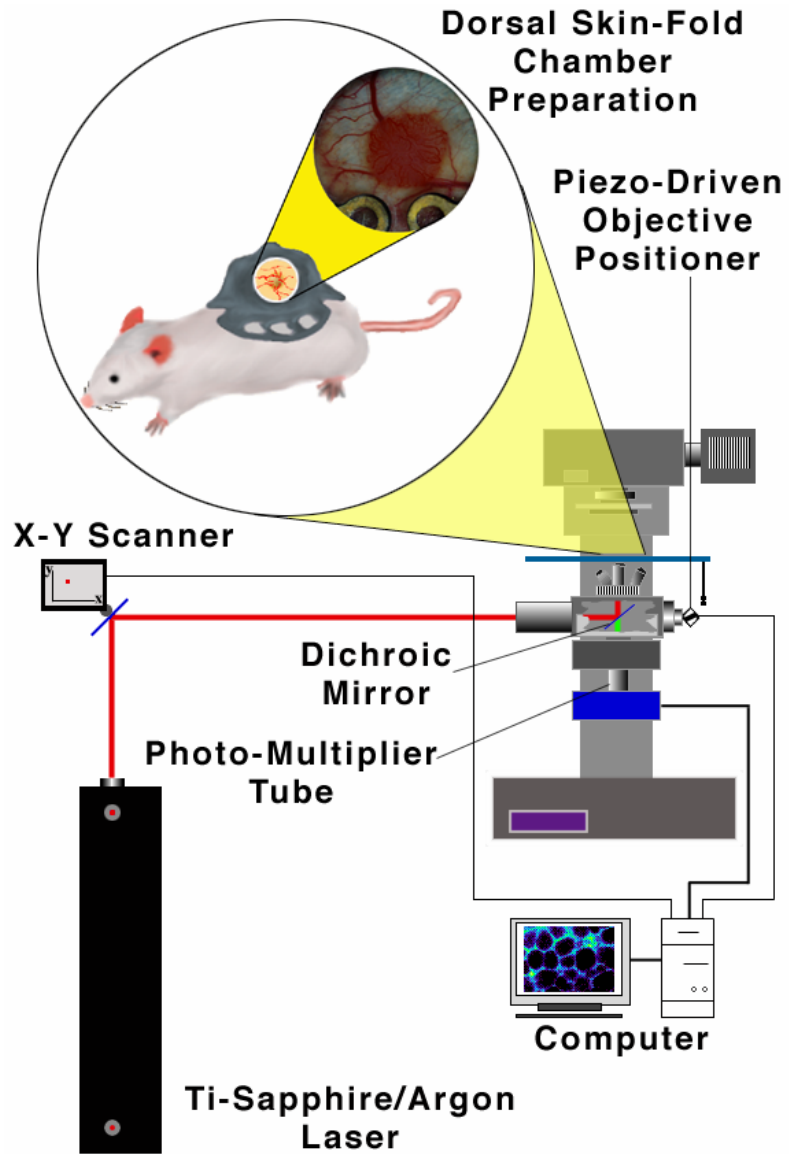 Dorsal Skin-Fold
Chamber
Preparation
Piezo-Driven
Objective
Positioner
X-Y Scanner
y
x
Dichroic
Mirror
Photo-Multiplier
Tube
Computer
Ti-Sapphire/Argon
Laser